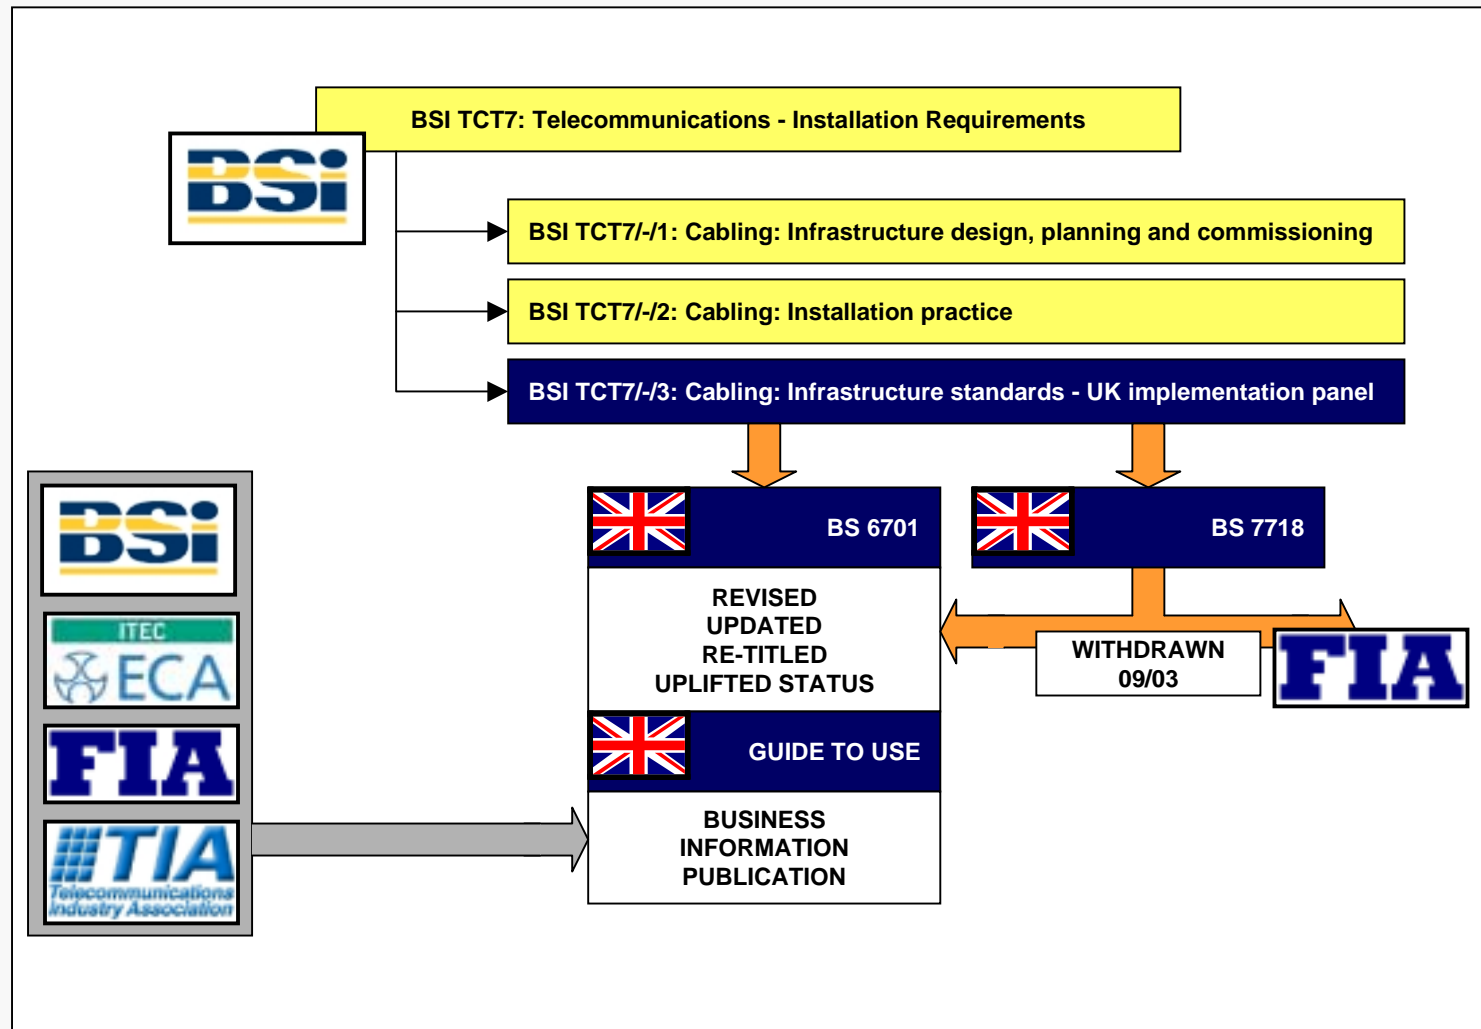 BSI TCT7: Telecommunications - Installation Requirements
BSi
BSI TCT7/-/1: Cabling: Infrastructure design, planning and commissioning
BSI TCT7/-/2: Cabling: Installation practice
BSI TCT7/-/3: Cabling: Infrastructure standards - UK implementation panel
BSi
ITEC
ECA
FIA
TIA
Telecommunications
Industry Association
BS 6701
REVISED
UPDATED
RE-TITLED
UPLIFTED STATUS
GUIDE TO USE
BUSINESS
INFORMATION
PUBLICATION
BS 7718
WITHDRAWN
09/03
FIA